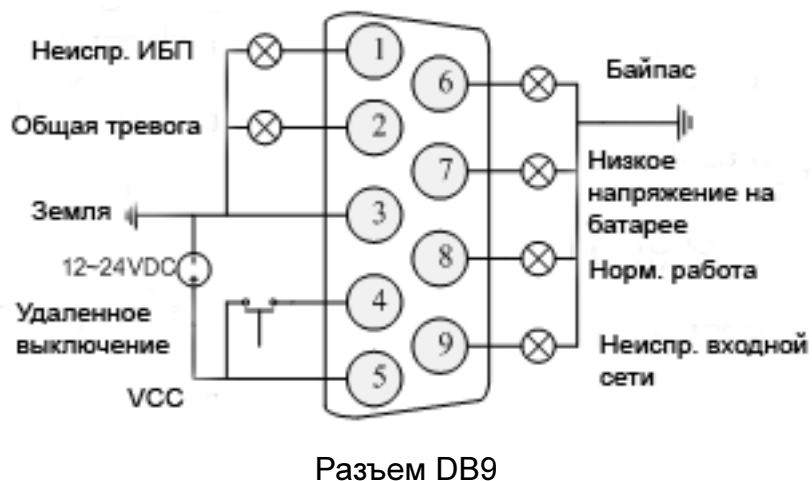 Неиспр. ИБП
1
Общая тревога
2
Земля
3
12~24VDC
Удаленное
выключение
4
VCC
5
6
Байпас
7
Низкое
напряжение на
батарее
8
Норм. работа
9
Неиспр. входной
сети
Разъем DB9